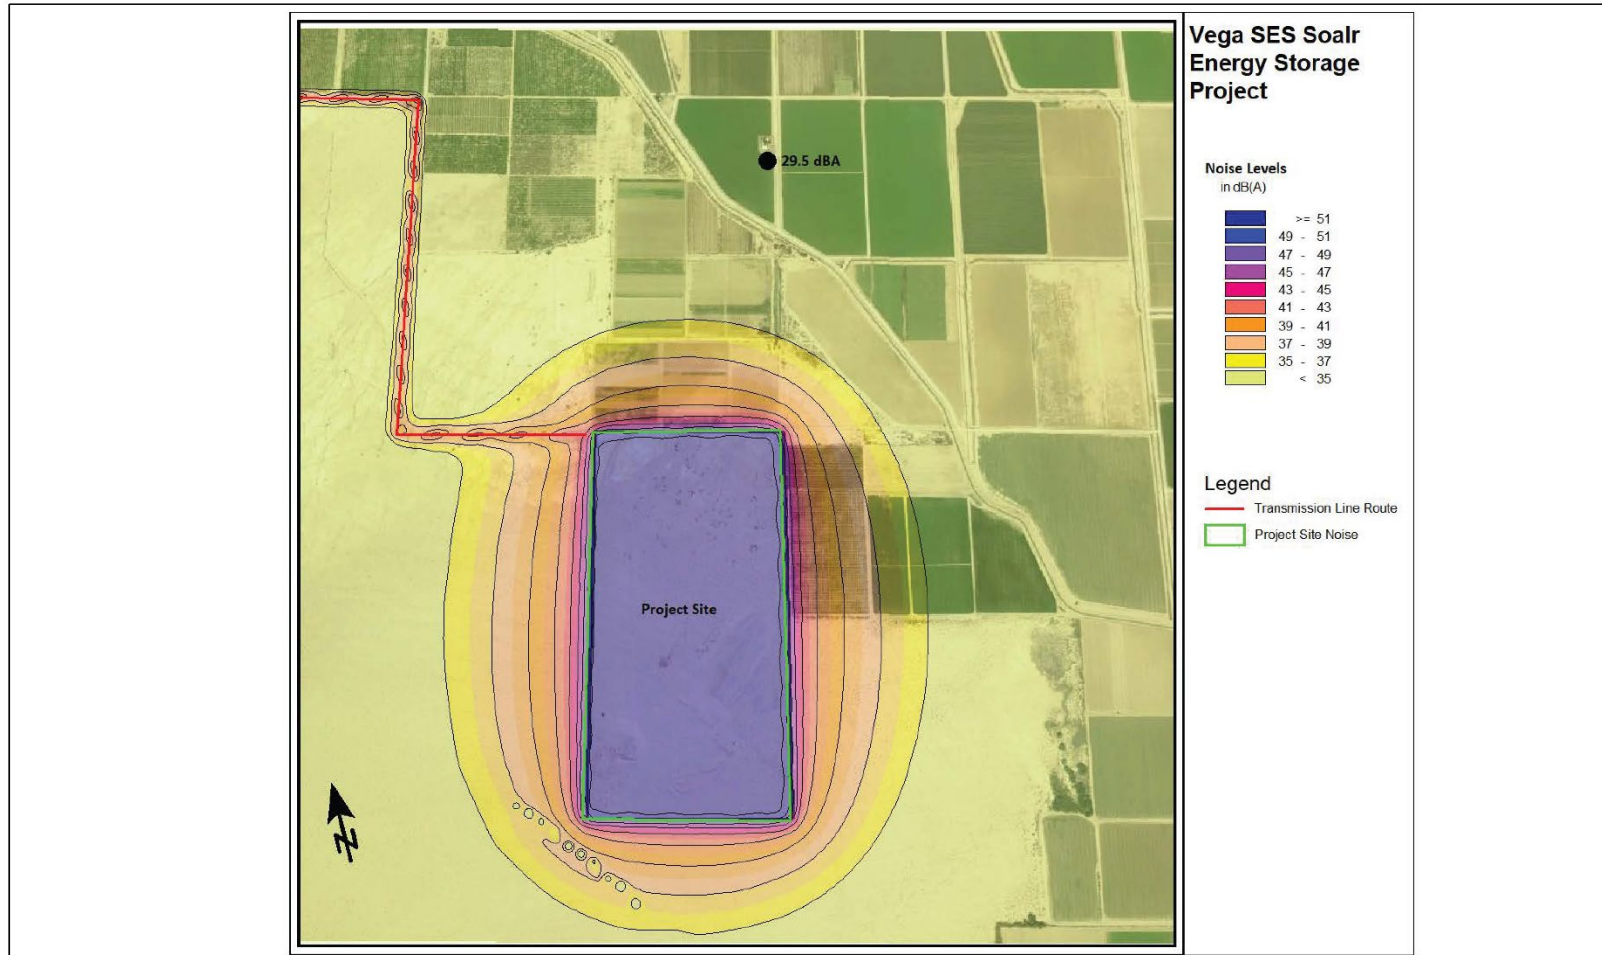 Vega SES Soalr
Energy Storage
Project
29.5 dBA
Noise Levels
in dB(A)
>= 51
49 - 51
47 - 49
45 - 47
43 - 45
41 - 43
39 - 41
37 - 39
35 - 37
< 35
Legend
Transmission Line Route
Project Site Noise
Project Site
N